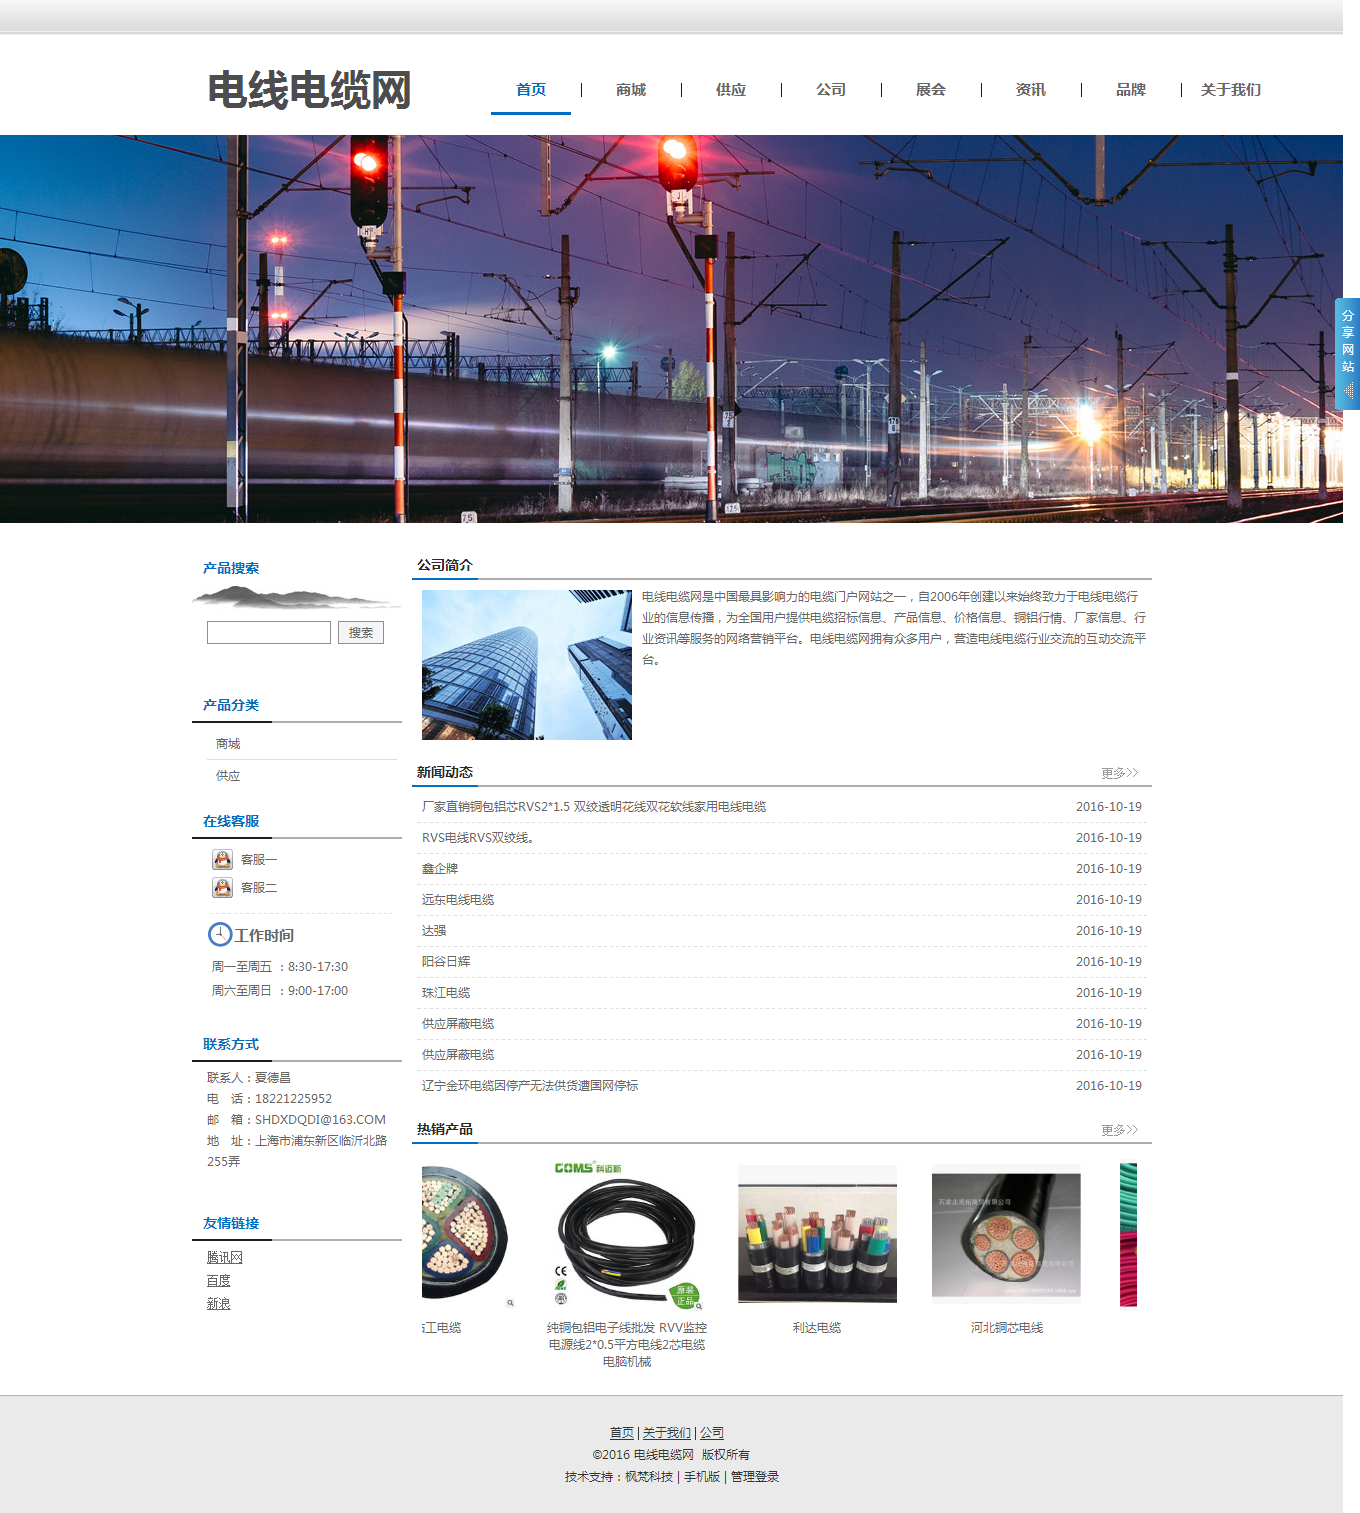 电线电缆网
首页 商城 供应 公司 展会 资讯 品牌 关于我们
分享网站
产品搜索
搜索
产品分类
商城
供应
在线客服
客服一
客服二
工作时间
周一至周五 ：8:30-17:30
周六至周日 ：9:00-17:00
联系方式
联系人：夏德昌
电 话：18221225952
邮 箱：SHDXDQDI@163.COM
地 址：上海市浦东新区临沂北路
255弄
友情链接
腾讯网
百度
新浪
公司简介
电线电缆网是中国最具影响力的电缆门户网站之一，自2006年创建以来始终致力于电线电缆行
业的信息传播，为全国用户提供电缆招标信息、产品信息、价格信息、铜铝行情、厂家信息、行
业资讯等服务的网络营销平台。电线电缆网拥有众多用户，营造电线电缆行业交流的互动交流平
台。
新闻动态 更多>>
厂家直销铜包铝芯RVS2*1.5 双绞透明花线双花软线家用电线电缆 2016-10-19
RVS电线RVS双绞线。 2016-10-19
鑫企牌 2016-10-19
远东电线电缆 2016-10-19
达强 2016-10-19
阳谷日辉 2016-10-19
珠江电缆 2016-10-19
供应屏蔽电缆 2016-10-19
供应屏蔽电缆 2016-10-19
辽宁金环电缆因停产无法供货遭国网停标 2016-10-19
热销产品 更多>>
COMS 科迈斯
原装
正品
工电缆
纯铜包铝电子线批发 RVV监控
电源线2*0.5平方电线2芯电缆
电脑机械
利达电缆
河北铜芯电线
首页 | 关于我们 | 公司
©2016 电线电缆网 版权所有
技术支持：枫梵科技 | 手机版 | 管理登录